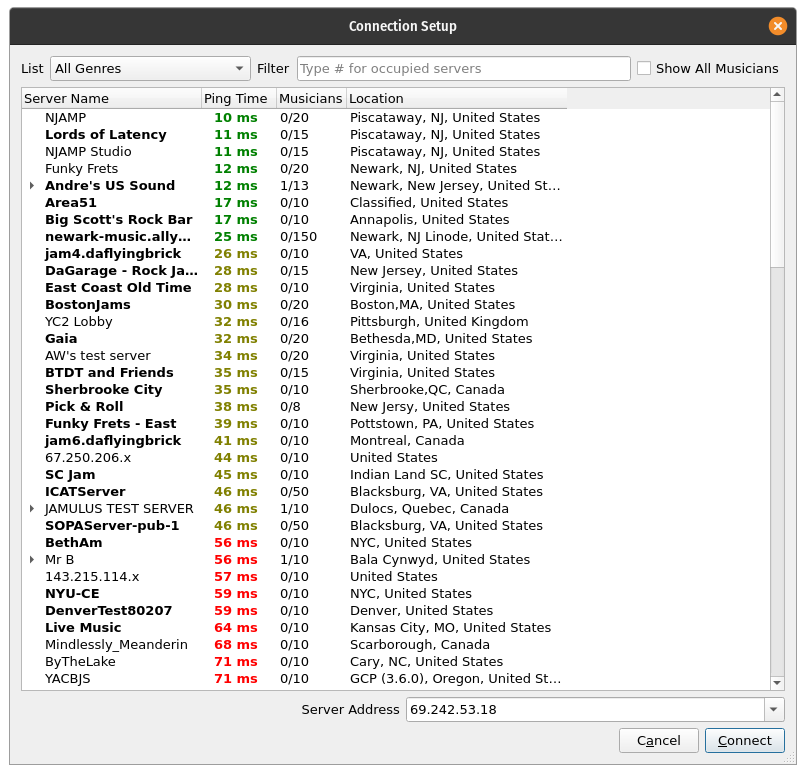 Connection Setup
List All Genres Filter Type # for occupied servers Show All Musicians
Server Name Ping Time Musicians Location
NJAMP 10 ms 0/20 Piscataway, NJ, United States
Lords of Latency 11 ms 0/15 Piscataway, NJ, United States
NJAMP Studio 11 ms 0/15 Piscataway, NJ, United States
Funky Frets 12 ms 0/20 Newark, NJ, United States
Andre's US Sound 12 ms 1/13 Newark, New Jersey, United St...
Area51 17 ms 0/10 Classified, United States
Big Scott's Rock Bar 17 ms 0/10 Annapolis, United States
newark-music.ally... 25 ms 0/150 Newark, NJ Linode, United Stat...
jam4.daflyingbrick 26 ms 0/10 VA, United States
DaGarage - Rock Ja... 28 ms 0/15 New Jersey, United States
East Coast Old Time 28 ms 0/10 Virginia, United States
BostonJams 30 ms 0/20 Boston,MA, United States
YC2 Lobby 32 ms 0/16 Pittsburgh, United Kingdom
Gaia 32 ms 0/20 Bethesda,MD, United States
AW's test server 34 ms 0/20 Virginia, United States
BTDT and Friends 35 ms 0/15 Virginia, United States
Sherbrooke City 35 ms 0/10 Sherbrooke,QC, Canada
Pick & Roll 38 ms 0/8 New Jersy, United States
Funky Frets - East 39 ms 0/10 Pottstown, PA, United States
jam6.daflyingbrick 41 ms 0/10 Montreal, Canada
67.250.206.x 44 ms 0/10 United States
SC Jam 45 ms 0/10 Indian Land SC, United States
ICATServer 46 ms 0/50 Blacksburg, VA, United States
JAMULUS TEST SERVER 46 ms 1/10 Dulocs, Quebec, Canada
SOPAServer-pub-1 46 ms 0/50 Blacksburg, VA, United States
BethAm 56 ms 0/10 NYC, United States
Mr B 56 ms 1/10 Bala Cynwyd, United States
143.215.114.x 57 ms 0/10 United States
NYU-CE 59 ms 0/10 NYC, United States
DenverTest80207 59 ms 0/10 Denver, United States
Live Music 64 ms 0/10 Kansas City, MO, United States
Mindlessly_Meanderin 68 ms 0/10 Scarborough, Canada
ByTheLake 71 ms 0/10 Cary, NC, United States
YACBJS 71 ms 0/10 GCP (3.6.0), Oregon, United St...
Server Address 69.242.53.18
Cancel Connect